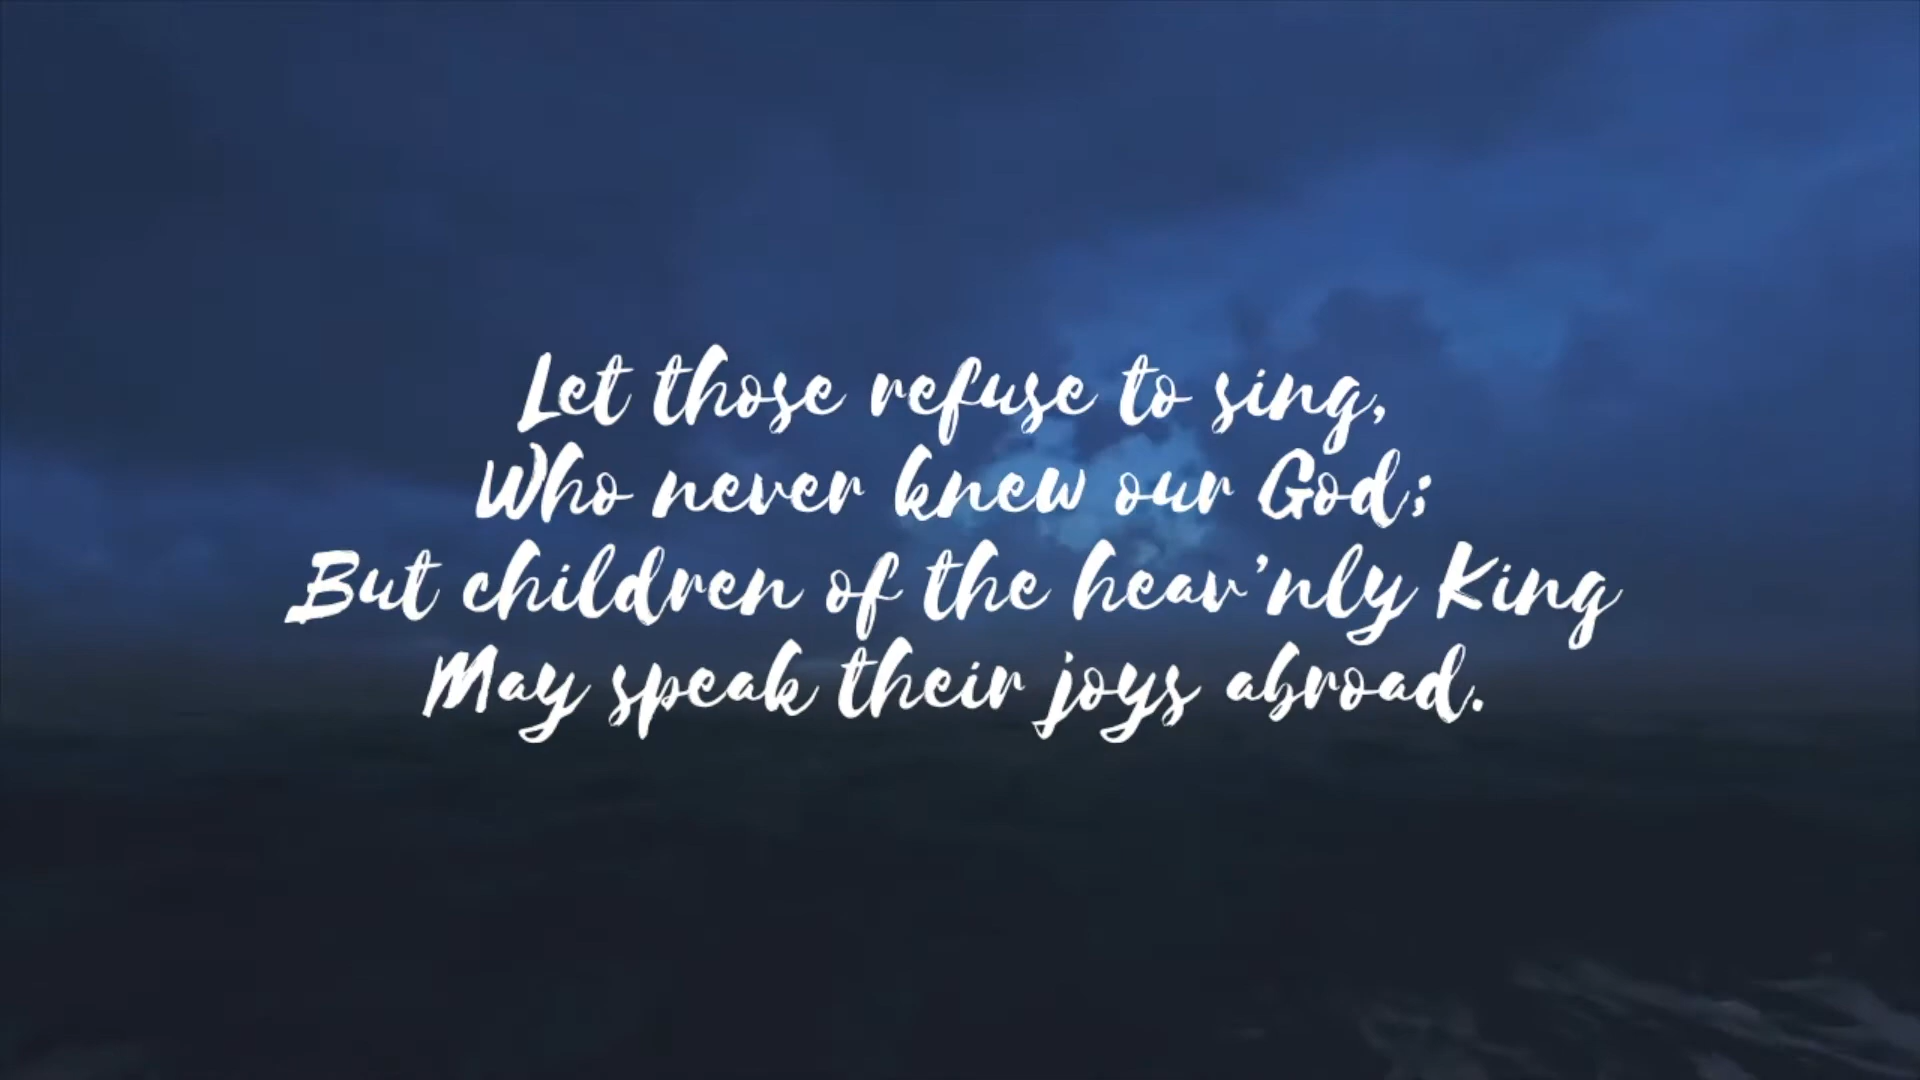 Let those refuse to sing,
Who never knew our God;
But children of the heav'nly King
May speak their joys abroad.